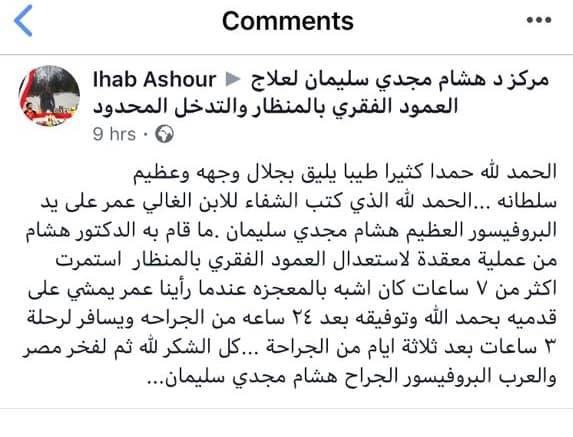 Comments
Ihab Ashour ▶ مركز د هشام مجدي سليمان لعلاج
العمود الفقري بالمنظار والتدخل المحدود
9 hrs ·
الحمد لله حمدا كثيرا طيبا يليق بجلال وجهه وعظيم
سلطانه ...الحمد لله الذي كتب الشفاء للابن الغالي عمر على يد
البروفيسور العظيم هشام مجدي سليمان .ما قام به الدكتور هشام
من عملية معقدة لاستعدال العمود الفقري بالمنظار استمرت
اكثر من ٧ ساعات كان اشبه بالمعجزه عندما رأينا عمر يمشي على
قدميه بحمد الله وتوفيقه بعد ٢٤ ساعه من الجراحه ويسافر لرحلة
٣ ساعات بعد ثلاثة ايام من الجراحة ...كل الشكر لله ثم لفخر مصر
والعرب البروفيسور الجراح هشام مجدي سليمان...